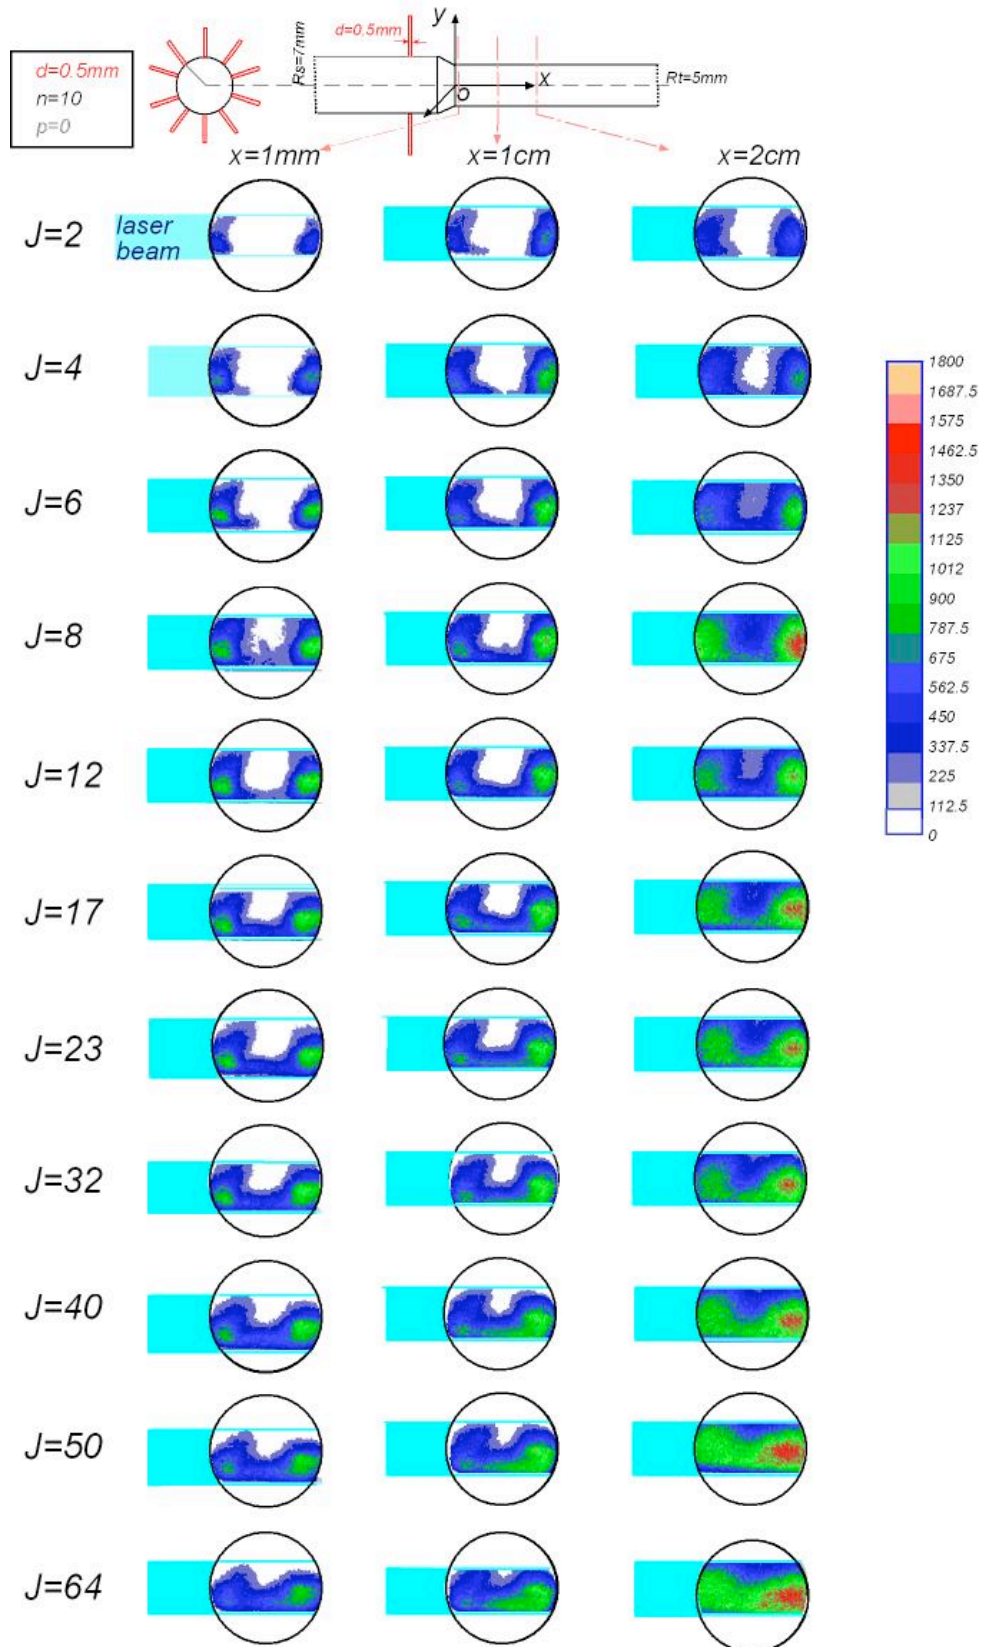 y
d=0.5mm
Rs=7mm
d=0.5mm
n=10
p=0
x
o
Rt=5mm
x=1mm x=1cm x=2cm
J=2
laser
beam
J=4
1800
1687.5
J=6
1575
1462.5
1350
1237
1125
1012
J=8
900
787.5
675
562.5
450
J=12
337.5
225
112.5
0
J=17
J=23
J=32
J=40
J=50
J=64